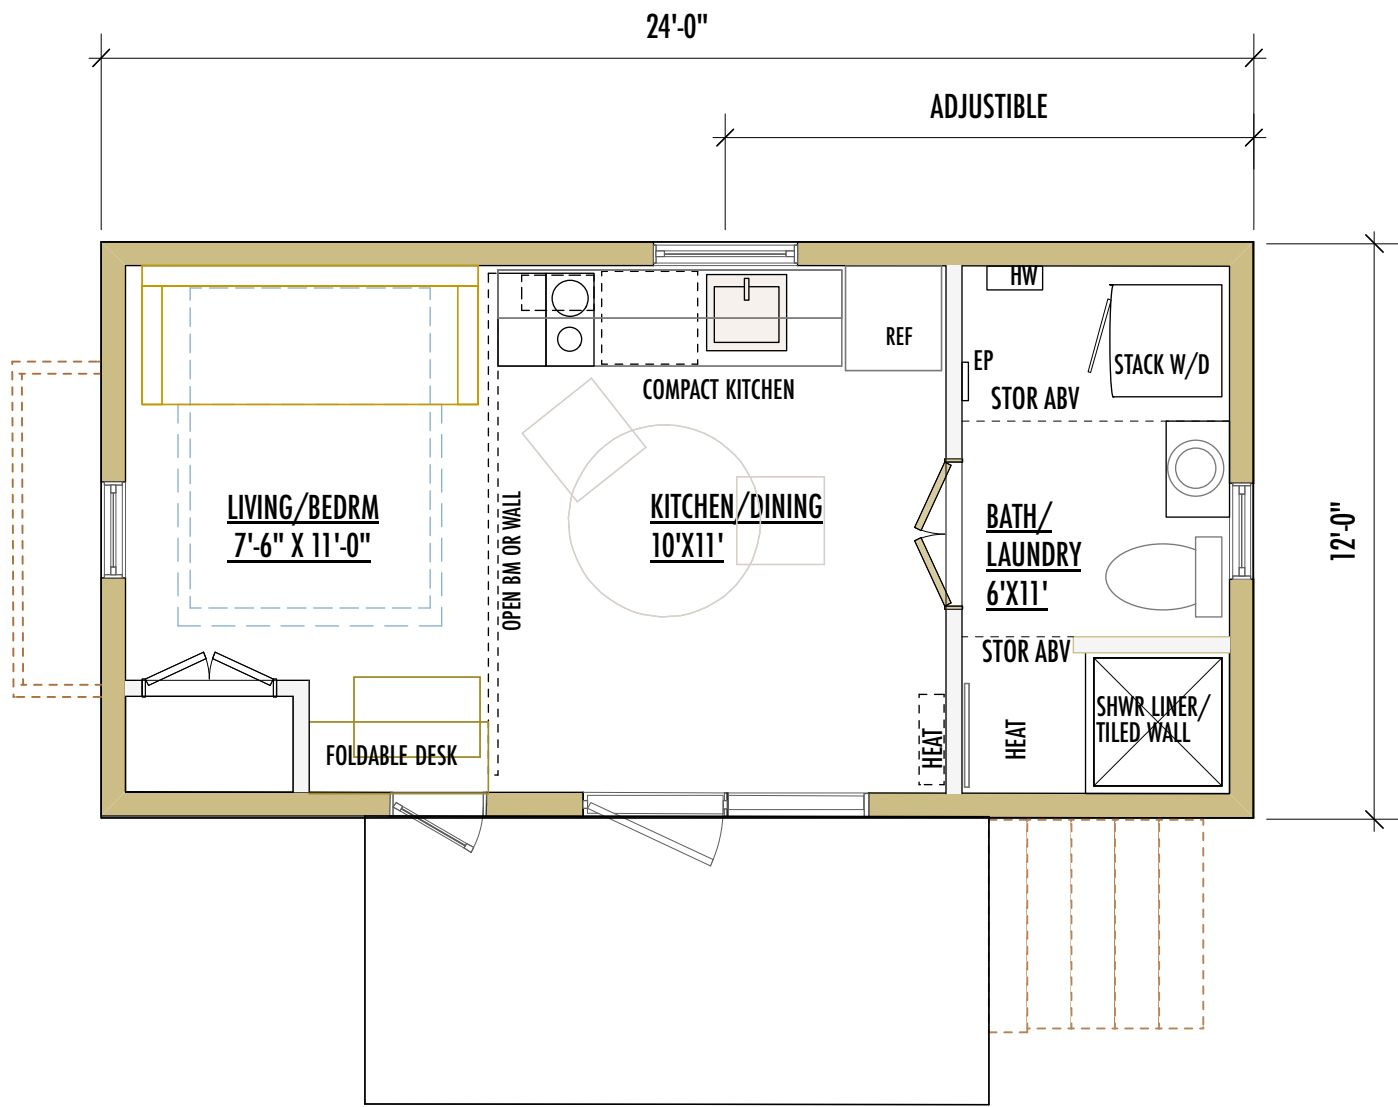 24'-0"
ADJUSTIBLE
HW
REF
EP
STACK W/D
COMPACT KITCHEN
STOR ABV
LIVING/BEDRM
7'-6" X 11'-0"
OPEN BM OR WALL
KITCHEN/DINING
10'X11'
BATH/
LAUNDRY
6'X11'
12'-0"
STOR ABV
FOLDABLE DESK
HEAT
HEAT
SHWR LINER/
TILED WALL